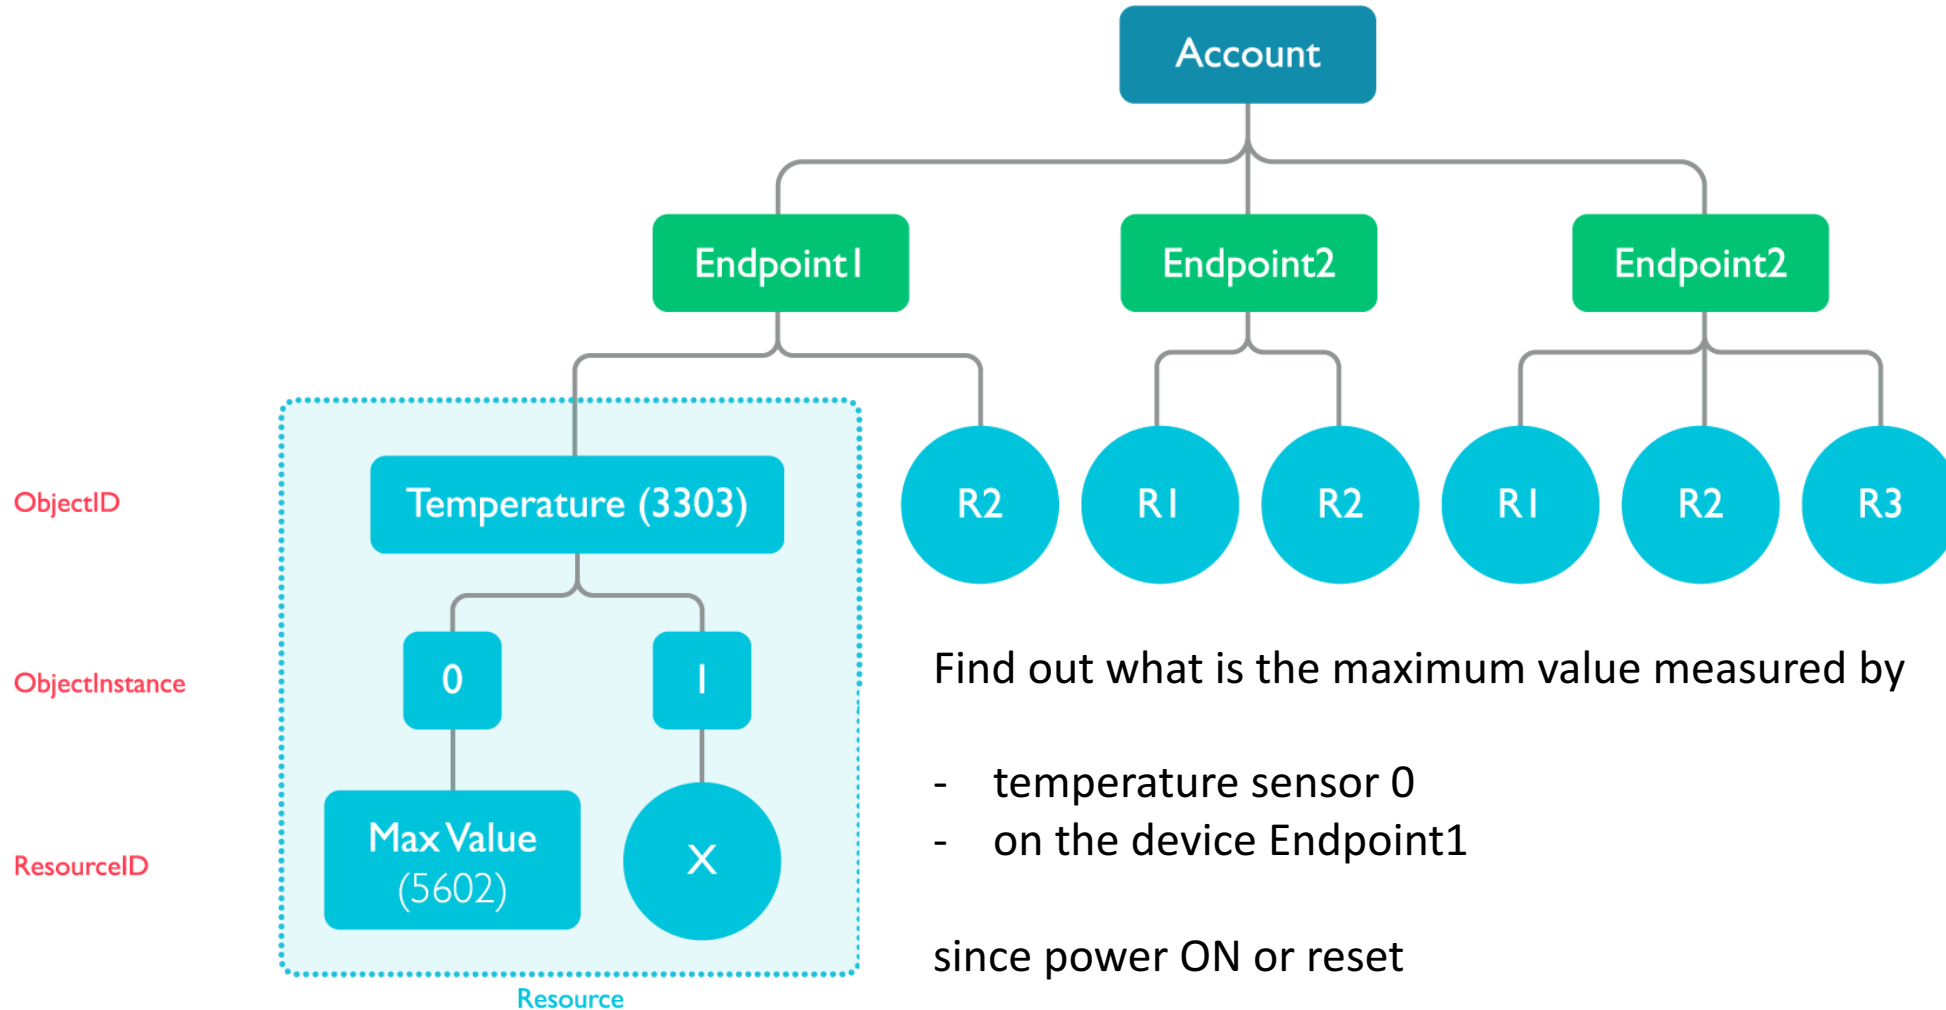 Account
Endpoint1
Endpoint2
Endpoint2
ObjectID
Temperature (3303)
R2
R1
R2
R1
R2
R3
ObjectInstance
0
1
Find out what is the maximum value measured by
- temperature sensor 0
- on the device Endpoint1
since power ON or reset
ResourceID
Max Value
(5602)
X
Resource